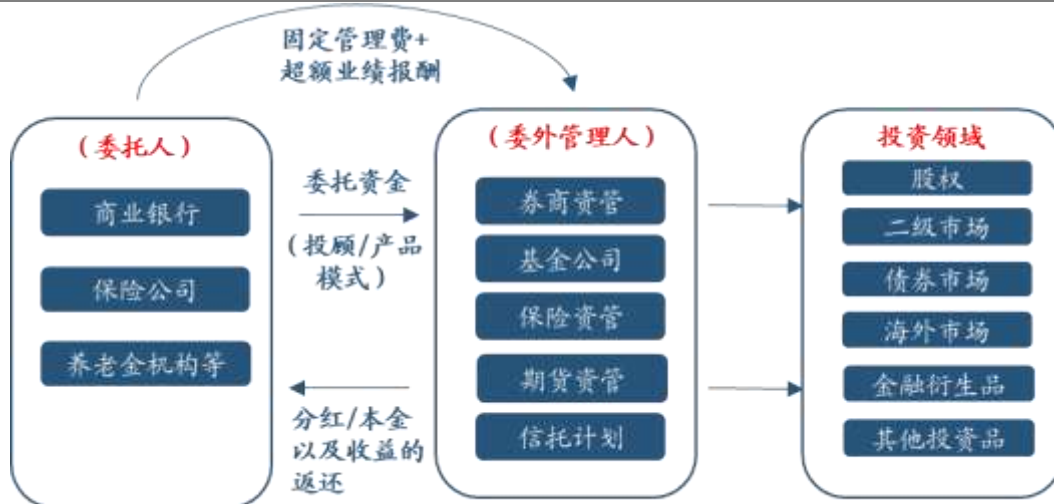 固定管理费+
超额业绩报酬
（委托人）
商业银行
保险公司
养老金机构等
委托资金
（投顾/产品
模式）
分红/本金
以及收益的
返还
（委外管理人）
券商资管
基金公司
保险资管
期货资管
信托计划
投资领域
股权
二级市场
债券市场
海外市场
金融衍生品
其他投资品